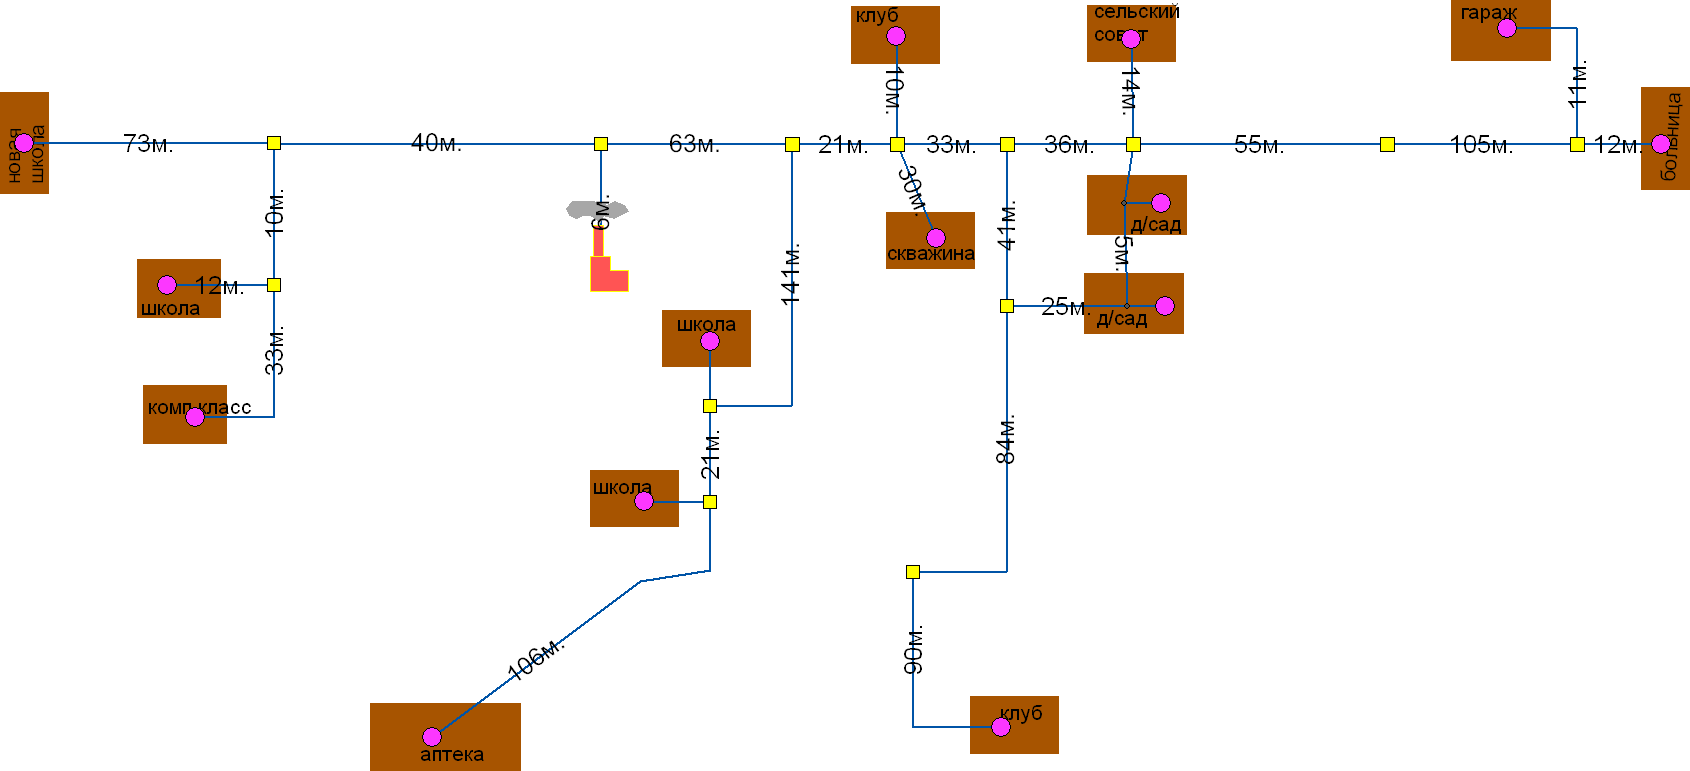 клуб
сельский
совет
гараж
10м.
14м.
11м.
новая
школа
73м.
40м.
63м.
21м.
33м.
36м.
55м.
105м.
12м.
больница
10м.
6м.
30м.
41м.
д/сад
5м.
скважина
141м.
12м.
школа
25м.
д/сад
школа
33м.
комп.класс
21м.
84м.
школа
106м.
90м.
клуб
аптека